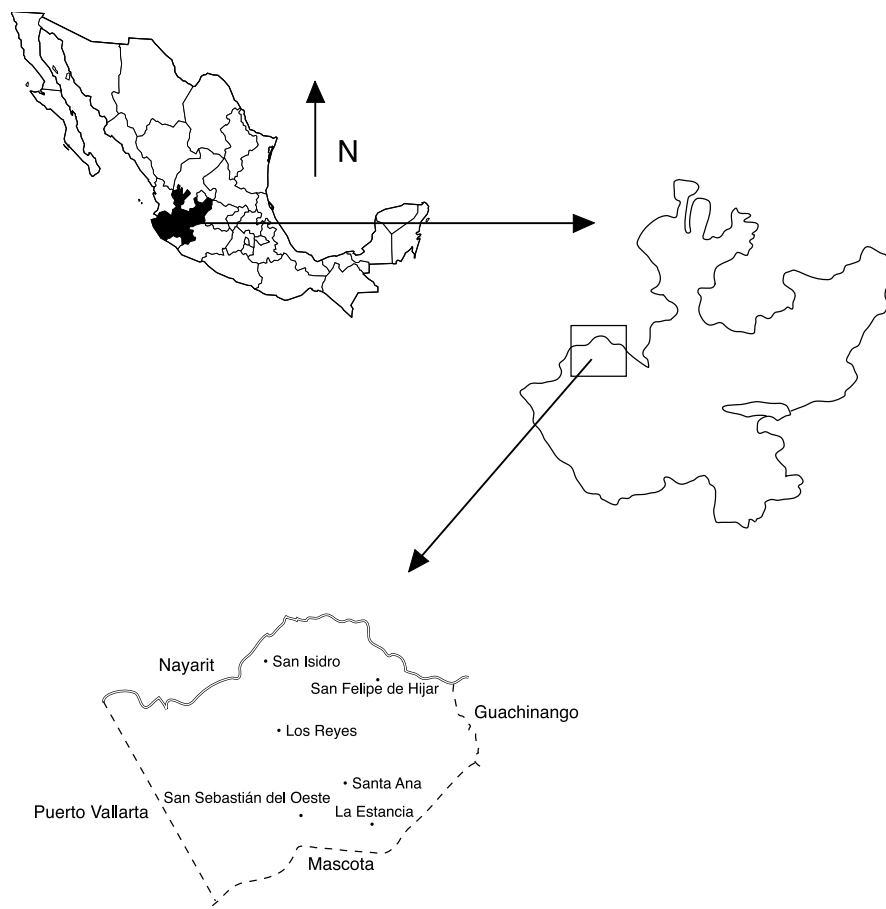 N
Nayarit
San Isidro
San Felipe de Hijar
Guachinango
Los Reyes
Santa Ana
San Sebastián del Oeste
La Estancia
Puerto Vallarta
Mascota